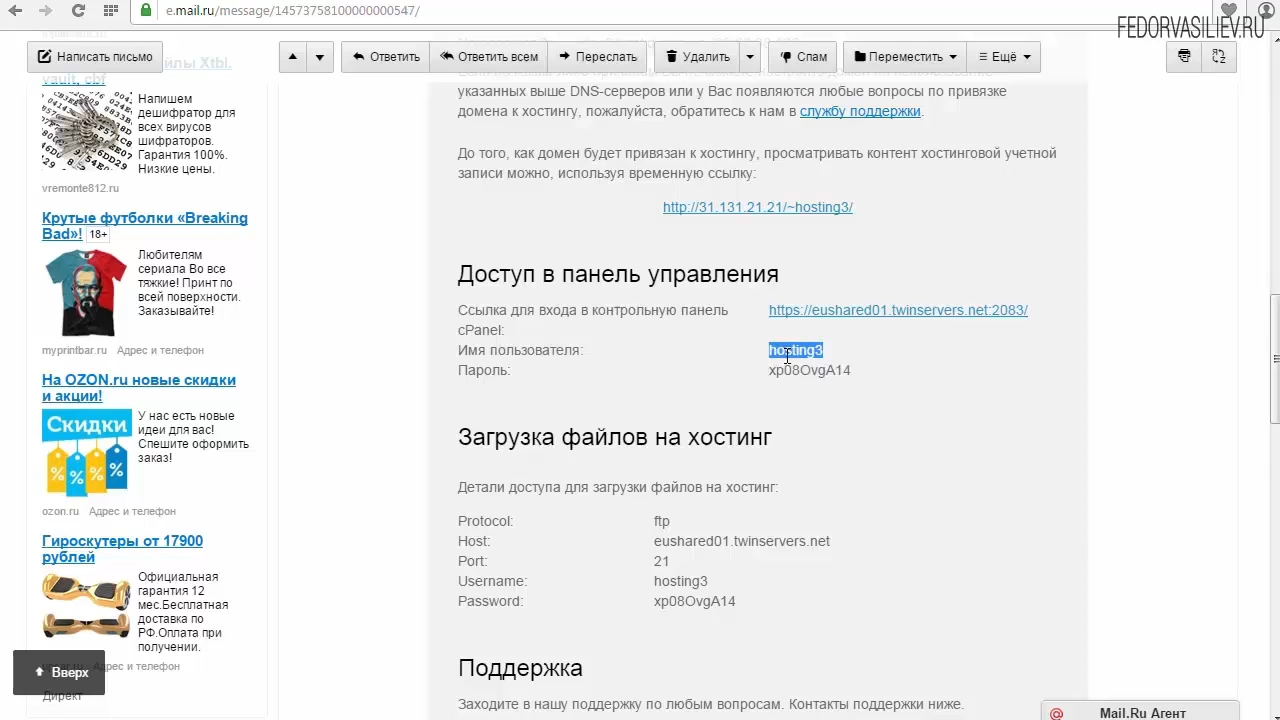 e.mail.ru/message/14573758100000000547/
FEDORVASILIEV.RU
Написать письмо
Ответить
Ответить всем
Переслать
Удалить
Спам
Переместить
Ещё
айлы Xtbl,
vault, cbf
Напишем
дешифратор для
всех вирусов
шифраторов.
Гарантия 100%.
Низкие цены.
vremonte812.ru
Крутые футболки «Breaking
Bad»! 18+
Любителям
сериала Во все
тяжкие! Принт по
всей поверхности.
Заказывайте!
myprintbar.ru Адрес и телефон
На OZON.ru новые скидки
и акции!
Скидки
% % % %
У нас есть новые
идеи для вас!
Спешите оформить
заказ!
ozon.ru Адрес и телефон
Гироскутеры от 17900
рублей
Официальная
гарантия 12
мес.Бесплатная
доставка по
РФ.Оплата при
получении.
Адрес и телефон
Вверх
Директ
указанных выше DNS-серверов или у Вас появляются любые вопросы по привязке
домена к хостингу, пожалуйста, обратитесь к нам в службу поддержки.
До того, как домен будет привязан к хостингу, просматривать контент хостинговой учетной
записи можно, используя временную ссылку:
http://31.131.21.21/~hosting3/
Доступ в панель управления
Ссылка для входа в контрольную панель https://eushared01.twinservers.net:2083/
cPanel:
Имя пользователя: hosting3
Пароль: xp08OvgA14
Загрузка файлов на хостинг
Детали доступа для загрузки файлов на хостинг:
Protocol: ftp
Host: eushared01.twinservers.net
Port: 21
Username: hosting3
Password: xp08OvgA14
Поддержка
Заходите в нашу поддержку по любым вопросам. Контакты поддержки ниже.
Mail.Ru Агент